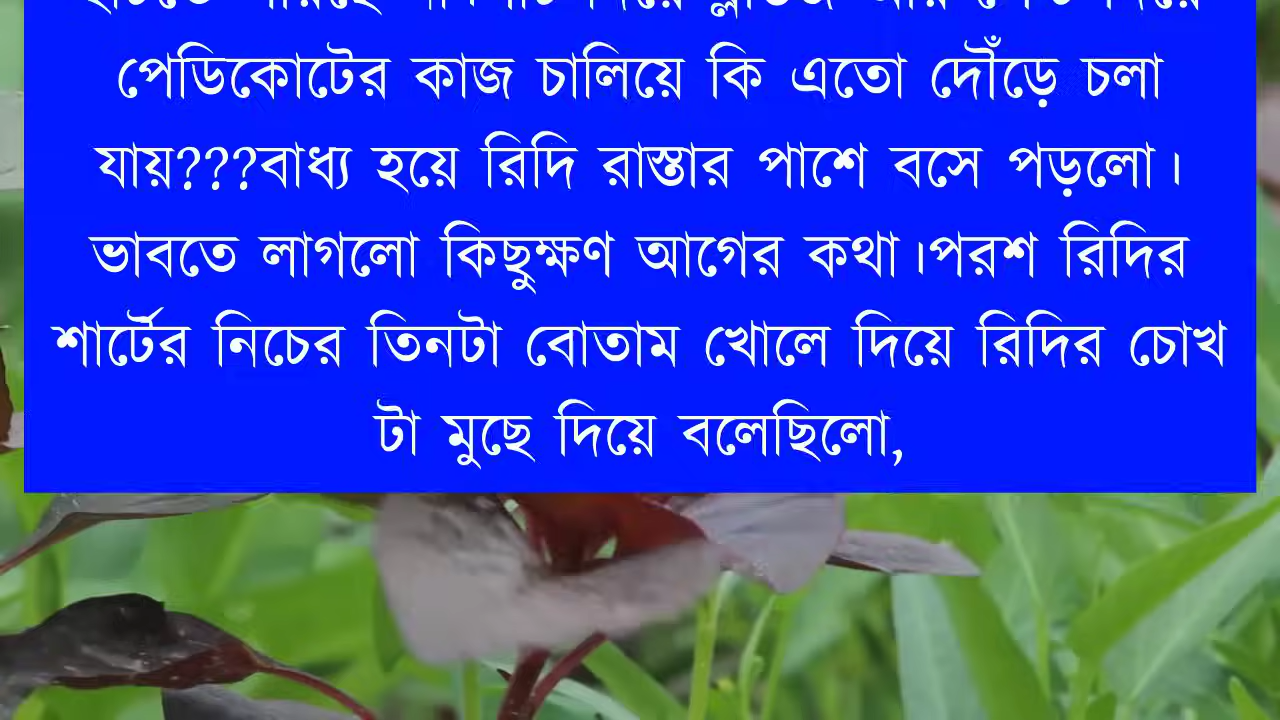 পেডিকোটের কাজ চালিয়ে কি এতো দৌঁড়ে চলা
যায়???বাধ্য হয়ে রিদি রাস্তার পাশে বসে পড়লো।
ভাবতে লাগলো কিছুক্ষণ আগের কথা।পরশ রিদির
শার্টের নিচের তিনটা বোতাম খোলে দিয়ে রিদির চোখ
টা মুছে দিয়ে বলেছিলো,